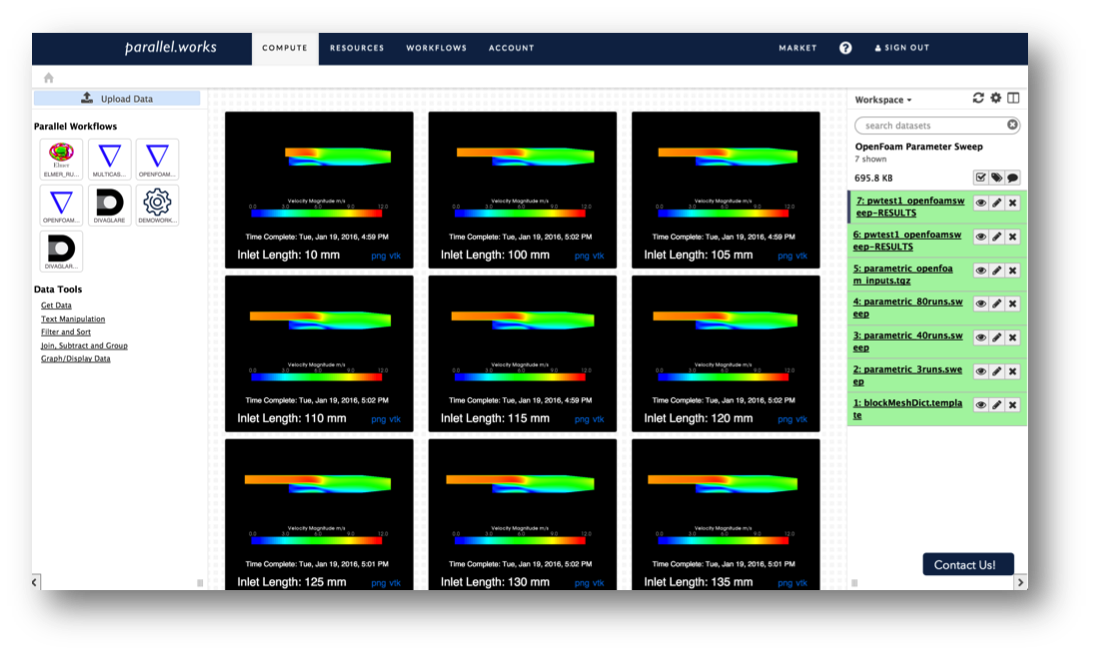 parallel.works
COMPUTE
RESOURCES
WORKFLOWS
ACCOUNT
MARKET
?
SIGN OUT
Upload Data
Parallel Workflows
Elmer
ELMER_RU...
MULTICAS...
OPENFOAM...
OPENFOAM...
DIVAGLARE
DEMOWORK...
DIVAGLAR...
Data Tools
Get Data
Text Manipulation
Filter and Sort
Join, Subtract and Group
Graph/Display Data
Velocity Magnitude m/s
0.0 3.0 6.0 9.0 12.0
Time Complete: Tue, Jan 19, 2016, 4:59 PM
Inlet Length: 10 mm
png vtk
Velocity Magnitude m/s
0.0 3.0 6.0 9.0 12.0
Time Complete: Tue, Jan 19, 2016, 5:02 PM
Inlet Length: 100 mm
png vtk
Velocity Magnitude m/s
0.0 3.0 6.0 9.0 12.0
Time Complete: Tue, Jan 19, 2016, 4:59 PM
Inlet Length: 105 mm
png vtk
Velocity Magnitude m/s
0.0 3.0 6.0 9.0 12.0
Time Complete: Tue, Jan 19, 2016, 5:02 PM
Inlet Length: 110 mm
png vtk
Velocity Magnitude m/s
0.0 3.0 6.0 9.0 12.0
Time Complete: Tue, Jan 19, 2016, 4:59 PM
Inlet Length: 115 mm
png vtk
Velocity Magnitude m/s
0.0 3.0 6.0 9.0 12.0
Time Complete: Tue, Jan 19, 2016, 5:02 PM
Inlet Length: 120 mm
png vtk
Velocity Magnitude m/s
0.0 3.0 6.0 9.0 12.0
Time Complete: Tue, Jan 19, 2016, 5:01 PM
Inlet Length: 125 mm
png vtk
Velocity Magnitude m/s
0.0 3.0 6.0 9.0 12.0
Time Complete: Tue, Jan 19, 2016, 5:02 PM
Inlet Length: 130 mm
png vtk
Velocity Magnitude m/s
0.0 3.0 6.0 9.0 12.0
Time Complete: Tue, Jan 19, 2016, 5:01 PM
Inlet Length: 135 mm
png vtk
Workspace
search datasets
OpenFoam Parameter Sweep
7 shown
695.8 KB
7: pwtest1_openfoamsw
eep-RESULTS
6: pwtest1_openfoamsw
eep-RESULTS
5: parametric_openfoa
m_inputs.tgz
4: parametric_80runs.sw
eep
3: parametric_40runs.sw
eep
2: parametric_3runs.swe
ep
1: blockMeshDict.templa
te
Contact Us!